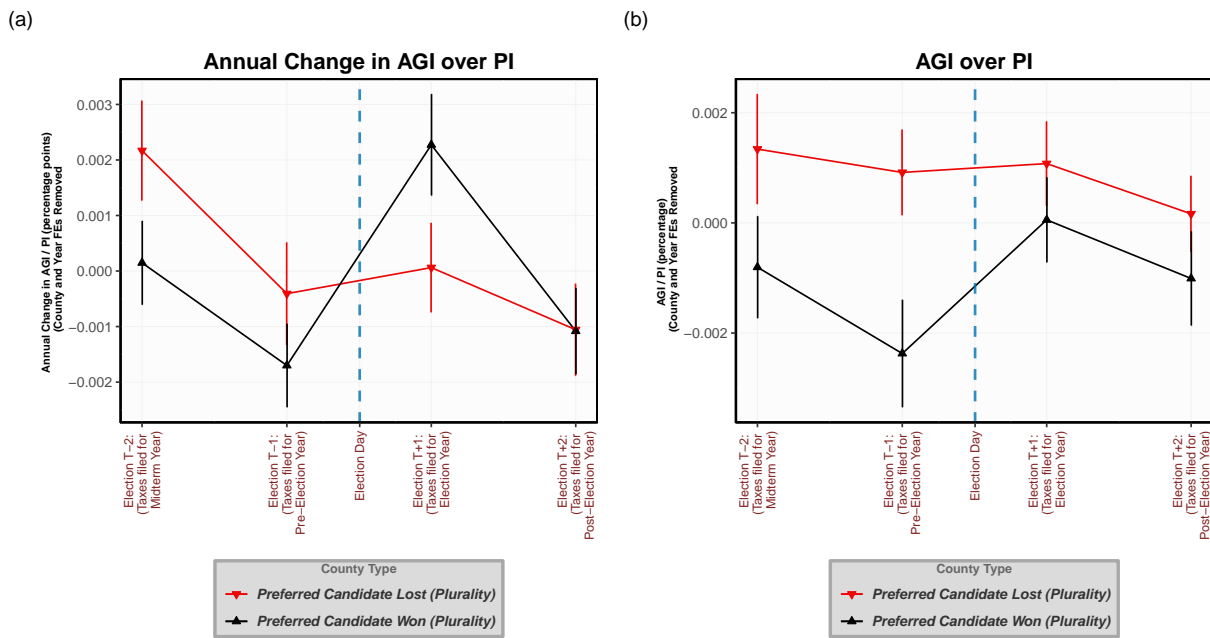 (a)
Annual Change in AGI over PI
Annual Change in AGI / PI (percentage points)
(County and Year FEs Removed)
0.003
0.002
0.001
0.000
−0.001
−0.002
Election T−2:
(Taxes filed for
Midterm Year)
Election T−1:
(Taxes filed for
Pre−Election Year)
Election Day
Election T+1:
(Taxes filed for
Election Year)
Election T+2:
(Taxes filed for
Post−Election Year)
County Type
Preferred Candidate Lost (Plurality)
Preferred Candidate Won (Plurality)
(b)
AGI over PI
AGI / PI (percentage)
(County and Year FEs Removed)
0.002
0.000
−0.002
Election T−2:
(Taxes filed for
Midterm Year)
Election T−1:
(Taxes filed for
Pre−Election Year)
Election Day
Election T+1:
(Taxes filed for
Election Year)
Election T+2:
(Taxes filed for
Post−Election Year)
County Type
Preferred Candidate Lost (Plurality)
Preferred Candidate Won (Plurality)